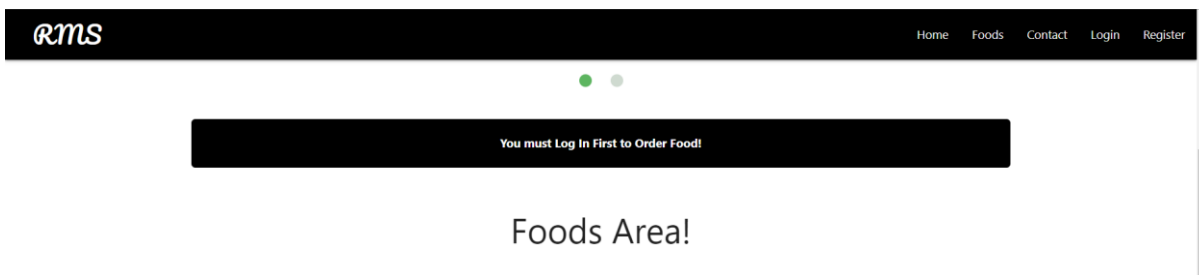 RMS
Home Foods Contact Login Register
You must Log In First to Order Food!
Foods Area!